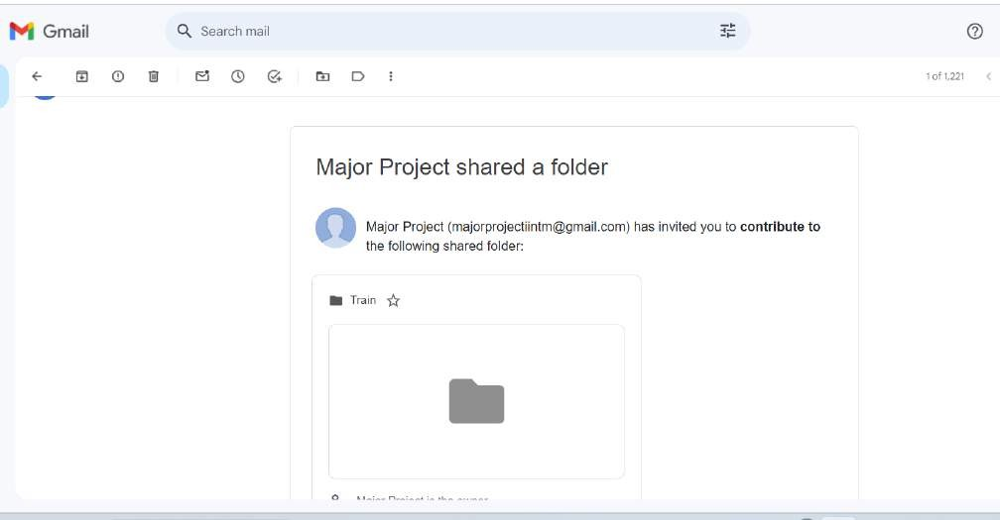 Gmail
Search mail
1 of 1,221
Major Project shared a folder
Major Project (majorprojectiintm@gmail.com) has invited you to contribute to
the following shared folder:
Train
Major Project is the owner